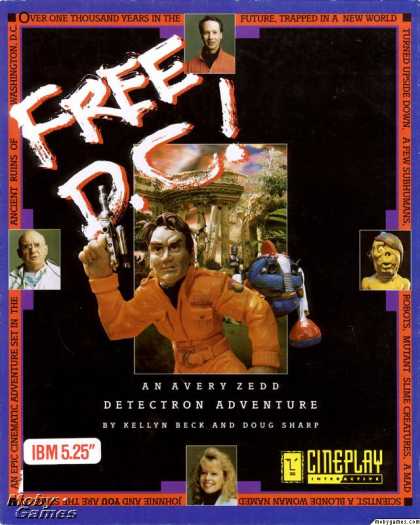 OVER ONE THOUSAND YEARS IN THE FUTURE, TRAPPED IN A NEW WORLD
TURNED UPSIDE DOWN. A FEW SUBHUMANS,
ROBOTS, MUTANT SLIME CREATURES, A MAD
SCIENTIST, A BLONDE WOMAN NAMED
JOHNNIE AND YOU ARE THE
AN EPIC CINEMATIC ADVENTURE SET IN THE
ANCIENT RUINS OF WASHINGTON, D.C.
FREE
D.C!
AN AVERY ZEDD
DETECTRON ADVENTURE
BY KELLYN BECK AND DOUG SHARP
IBM 5.25"
CINEPLAY
INTERACTIVE
Moby
Games
mobygames.com